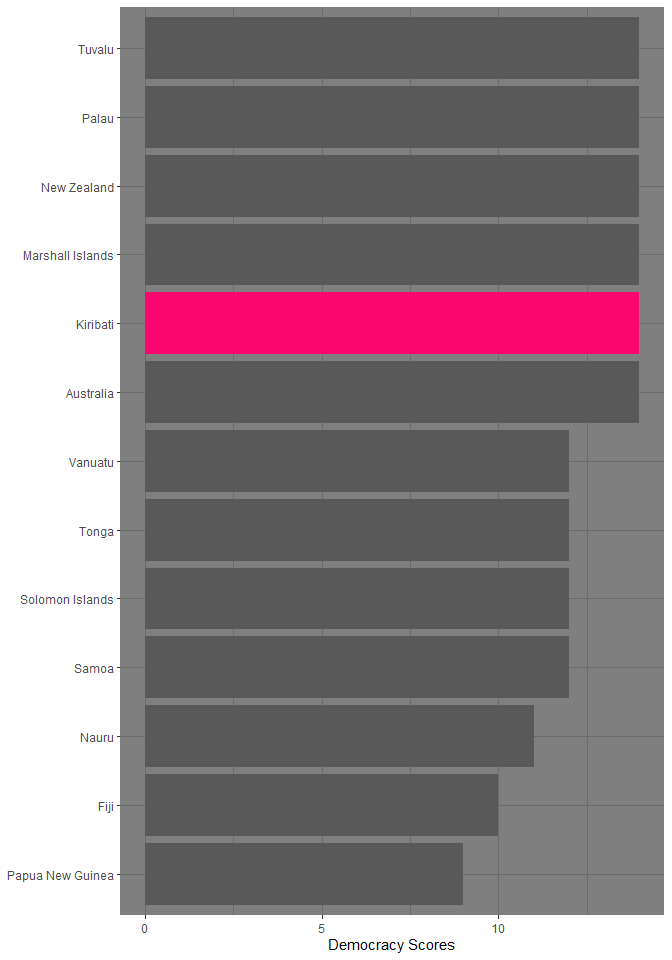 Tuvalu
Palau
New Zealand
Marshall Islands
Kiribati
Australia
Vanuatu
Tonga
Solomon Islands
Samoa
Nauru
Fiji
Papua New Guinea
0 5 10
Democracy Scores